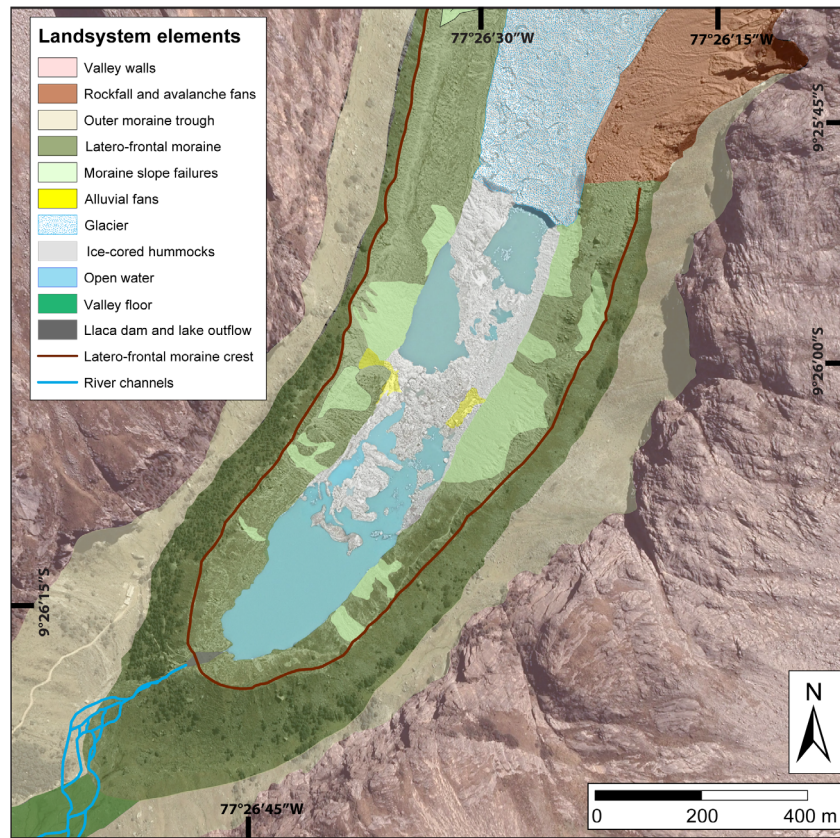 Landsystem elements
Valley walls
Rockfall and avalanche fans
Outer moraine trough
Latero-frontal moraine
Moraine slope failures
Alluvial fans
Glacier
Ice-cored hummocks
Open water
Valley floor
Llaca dam and lake outflow
Latero-frontal moraine crest
River channels
77°26'30"W
77°26'15"W
9°25'45"S
9°26'00"S
9°26'15"S
77°26'45"W
N
0 200 400 m